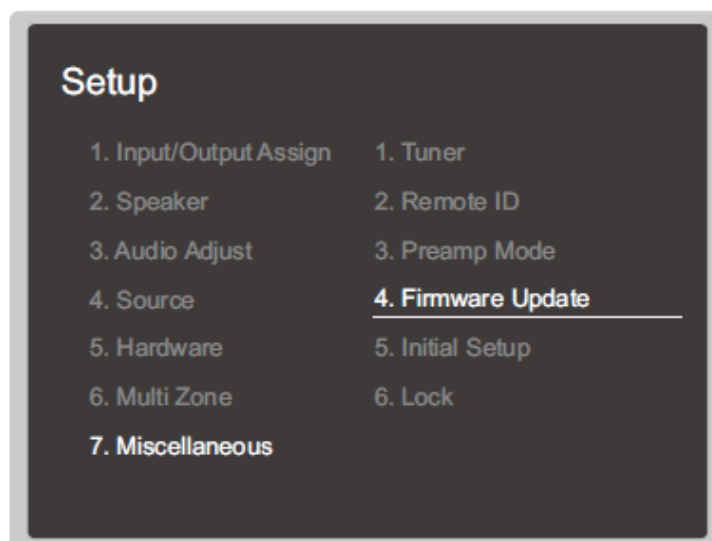 Setup
1. Input/Output Assign
2. Speaker
3. Audio Adjust
4. Source
5. Hardware
6. Multi Zone
7. Miscellaneous
1. Tuner
2. Remote ID
3. Preamp Mode
4. Firmware Update
5. Initial Setup
6. Lock